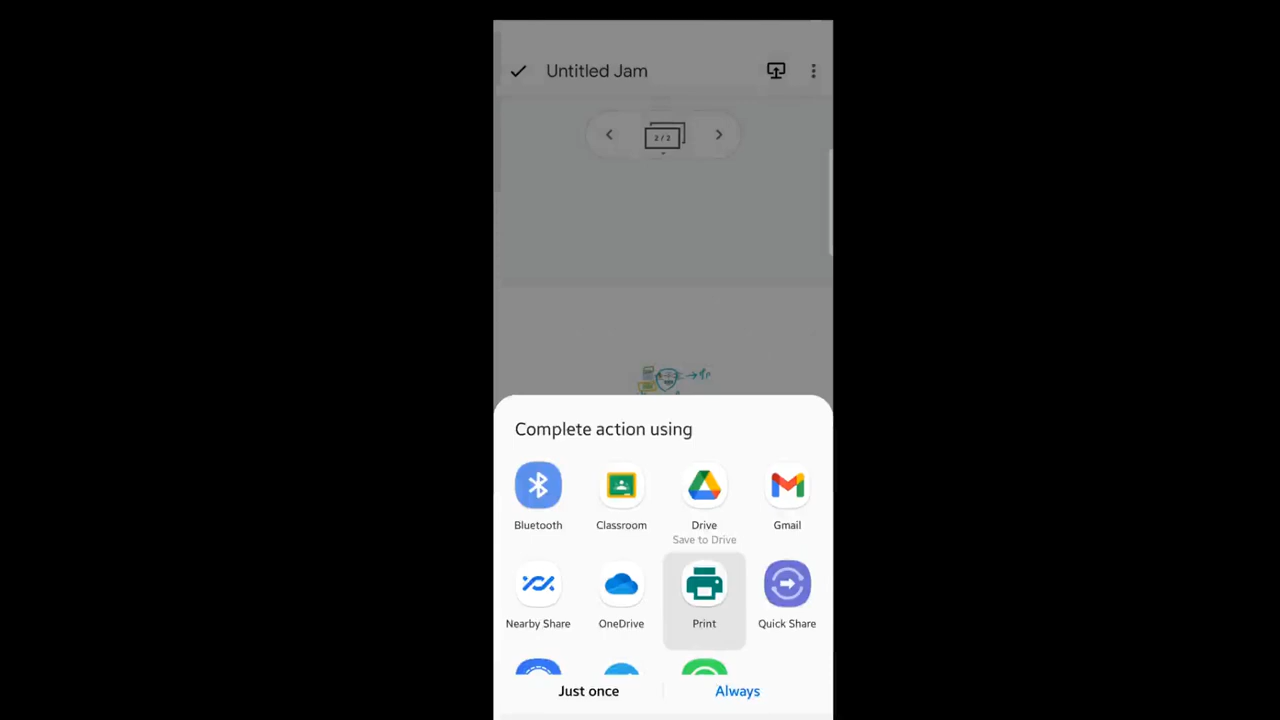 Untitled Jam
2 / 2
Complete action using
Bluetooth
Classroom
Drive
Save to Drive
Gmail
Nearby Share
OneDrive
Print
Quick Share
Just once
Always